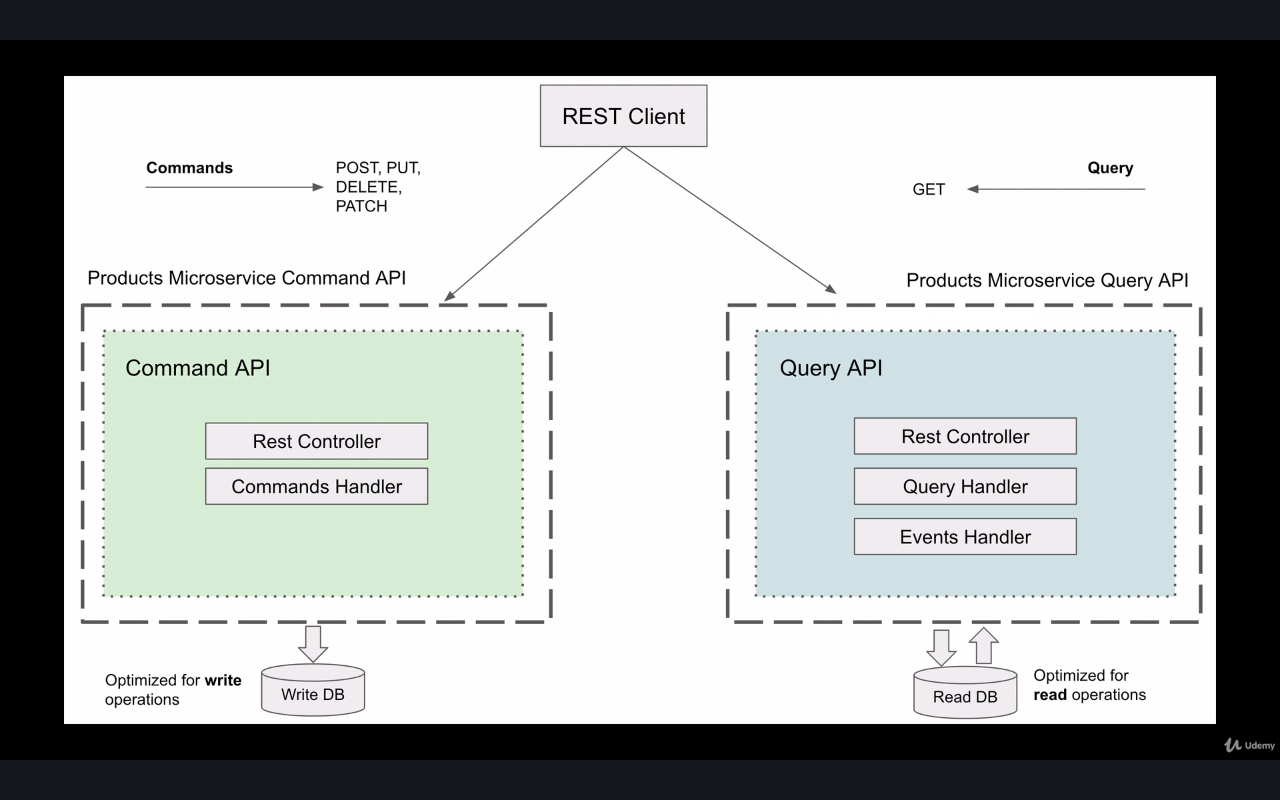 REST Client
Commands
POST, PUT,
DELETE,
PATCH
Query
GET
Products Microservice Command API
Products Microservice Query API
Command API
Rest Controller
Commands Handler
Query API
Rest Controller
Query Handler
Events Handler
Optimized for write
operations
Write DB
Read DB
Optimized for
read operations
Udemy